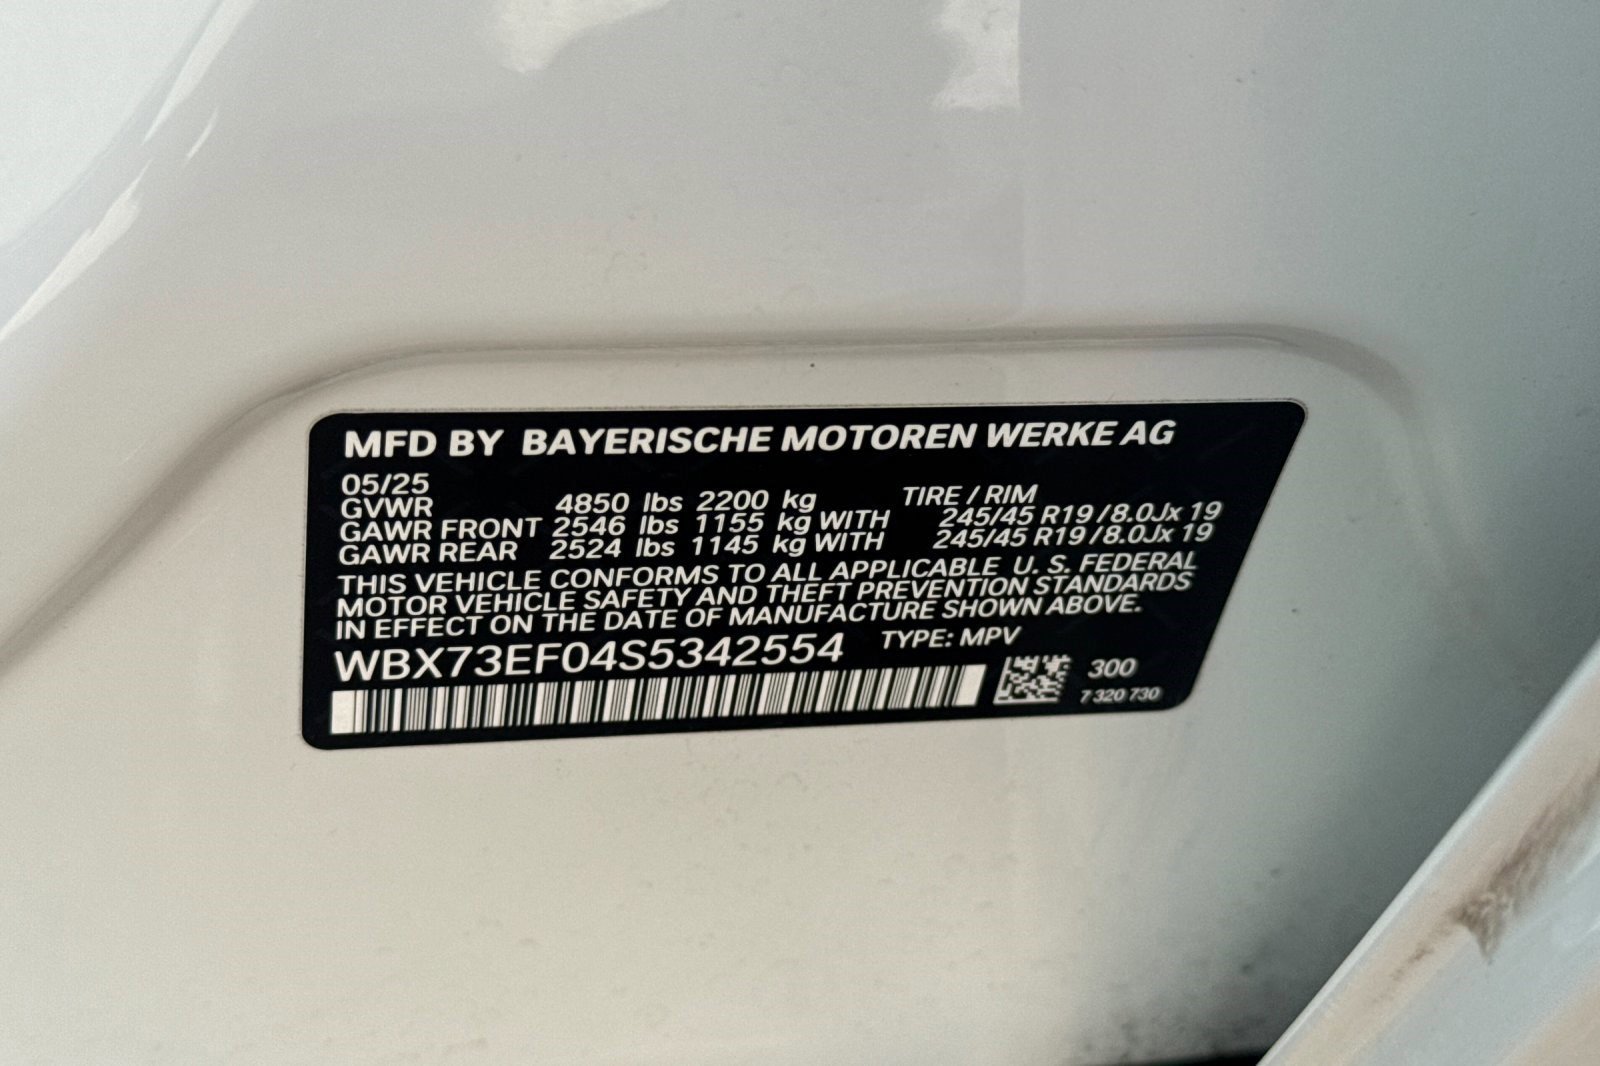 MFD BY BAYERISCHE MOTOREN WERKE AG
05/25
GVWR 4850 lbs 2200 kg TIRE / RIM
GAWR FRONT 2546 lbs 1155 kg WITH 245/45 R19 /8.0Jx 19
GAWR REAR 2524 lbs 1145 kg WITH 245/45 R19 /8.0Jx 19
THIS VEHICLE CONFORMS TO ALL APPLICABLE U. S. FEDERAL
MOTOR VEHICLE SAFETY AND THEFT PREVENTION STANDARDS
IN EFFECT ON THE DATE OF MANUFACTURE SHOWN ABOVE.
WBX73EF04S5342554 TYPE: MPV
300
7 320 730